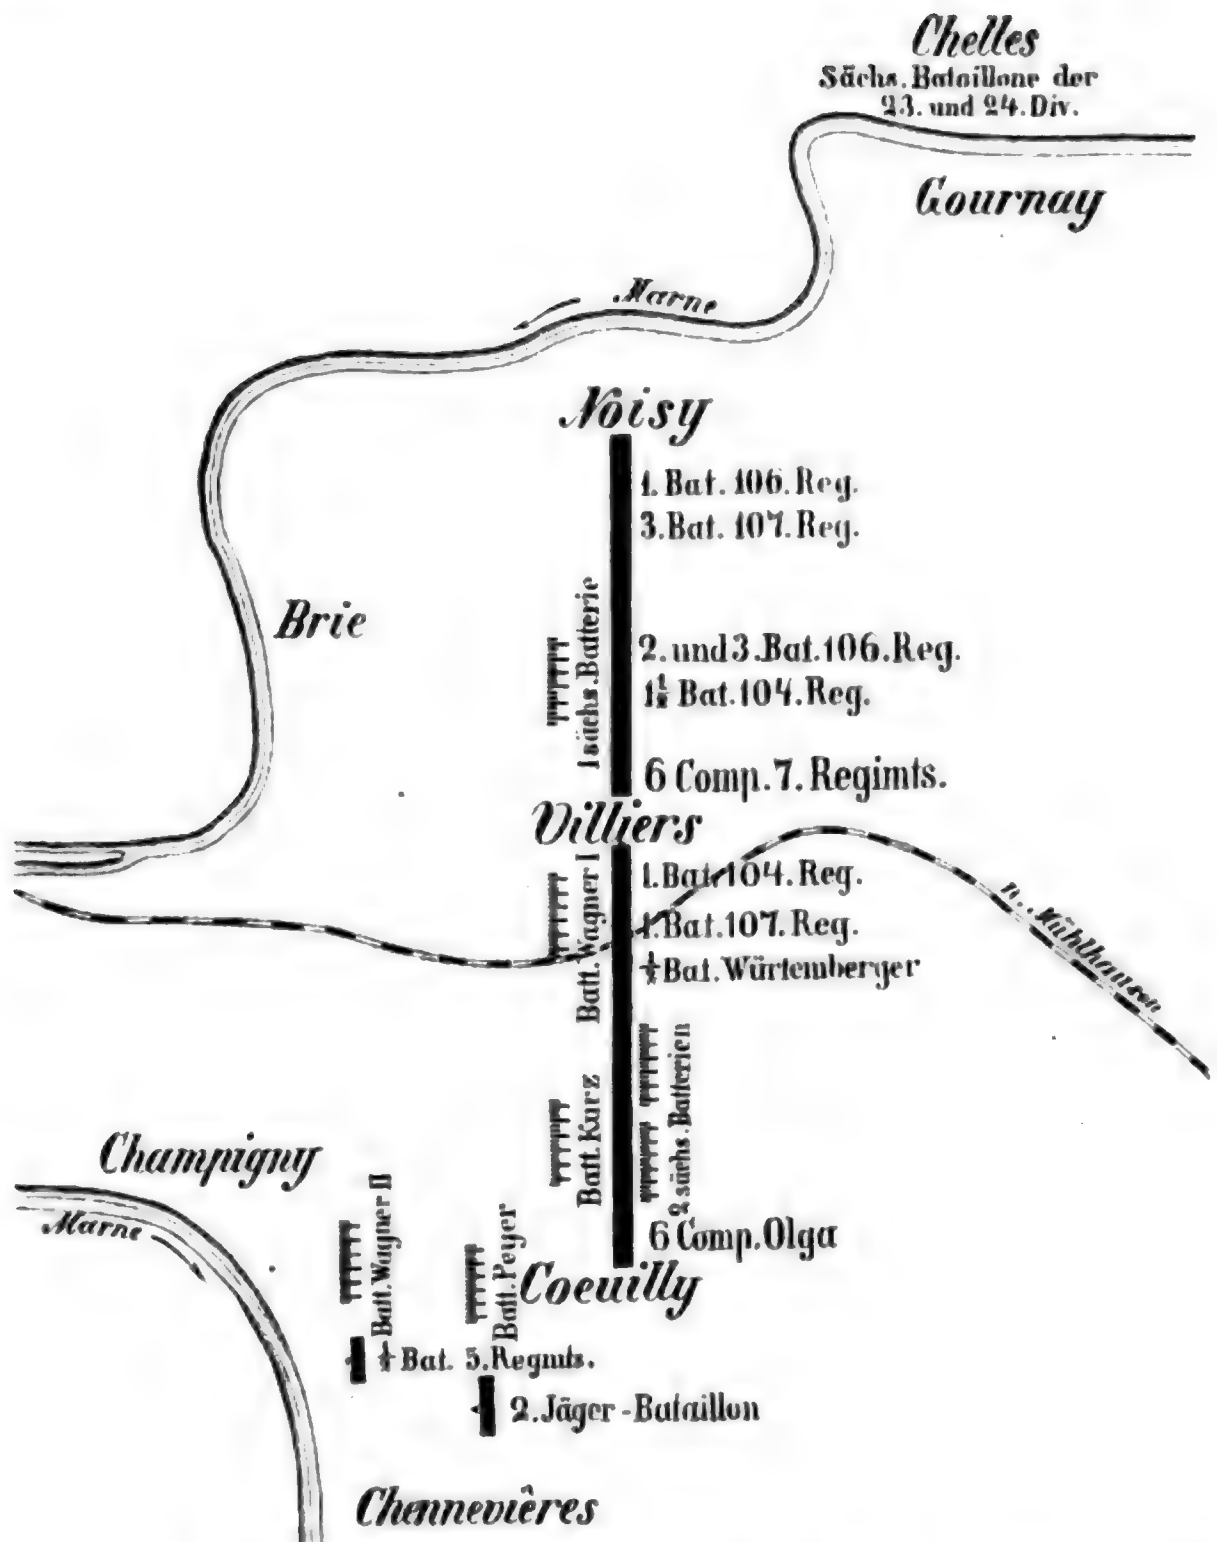 Chelles
Sächs. Bataillone der
23. und 24. Div.
Gournay
Marne
Noisy
1. Bat. 106. Reg.
3. Bat. 107. Reg.
Brie
1 sächs. Batterie
2. und 3. Bat. 106. Reg.
1½ Bat. 104. Reg.
6 Comp. 7. Regimts.
Villiers
Batt. Wagner I
1. Bat. 104. Reg.
1. Bat. 107. Reg.
½ Bat. Würtemberger
n. Mühlhausen
Batt. Kurz
2 sächs. Batterien
Champigny
Marne
6 Comp. Olga
Coeuilly
Batt. Wagner II
Batt. Peyer
½ Bat. 5. Regmts.
2. Jäger-Bataillon
Chennevières